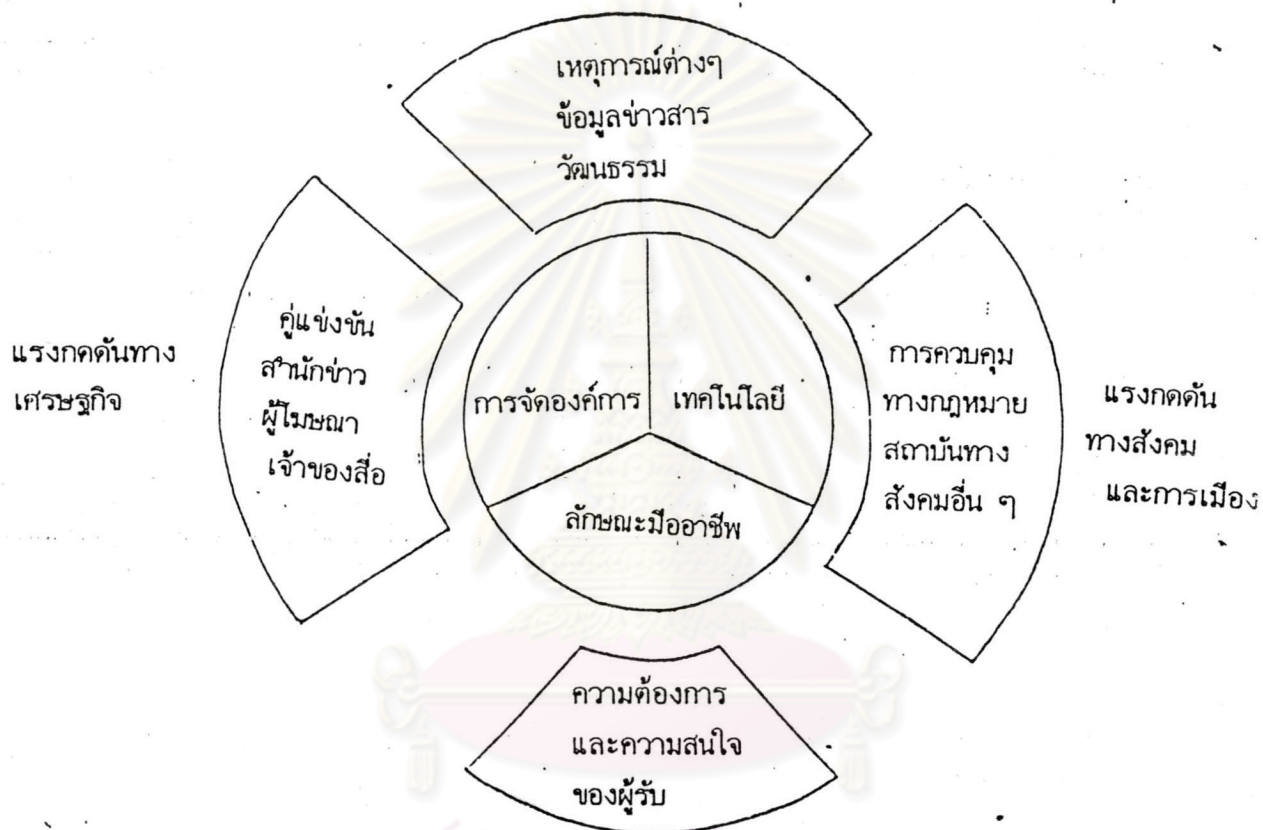 เหตุการณ์ต่างๆ
ข้อมูลข่าวสาร
วัฒนธรรม
แรงกดดันทาง
เศรษฐกิจ
คู่แข่งขัน
สำนักข่าว
ผู้โฆษณา
เจ้าของสื่อ
การจัดองค์การ
เทคโนโลยี
ลักษณะมืออาชีพ
การควบคุม
ทางกฎหมาย
สถาบันทาง
สังคมอื่น ๆ
แรงกดดัน
ทางสังคม
และการเมือง
ความต้องการ
และความสนใจ
ของผู้รับ